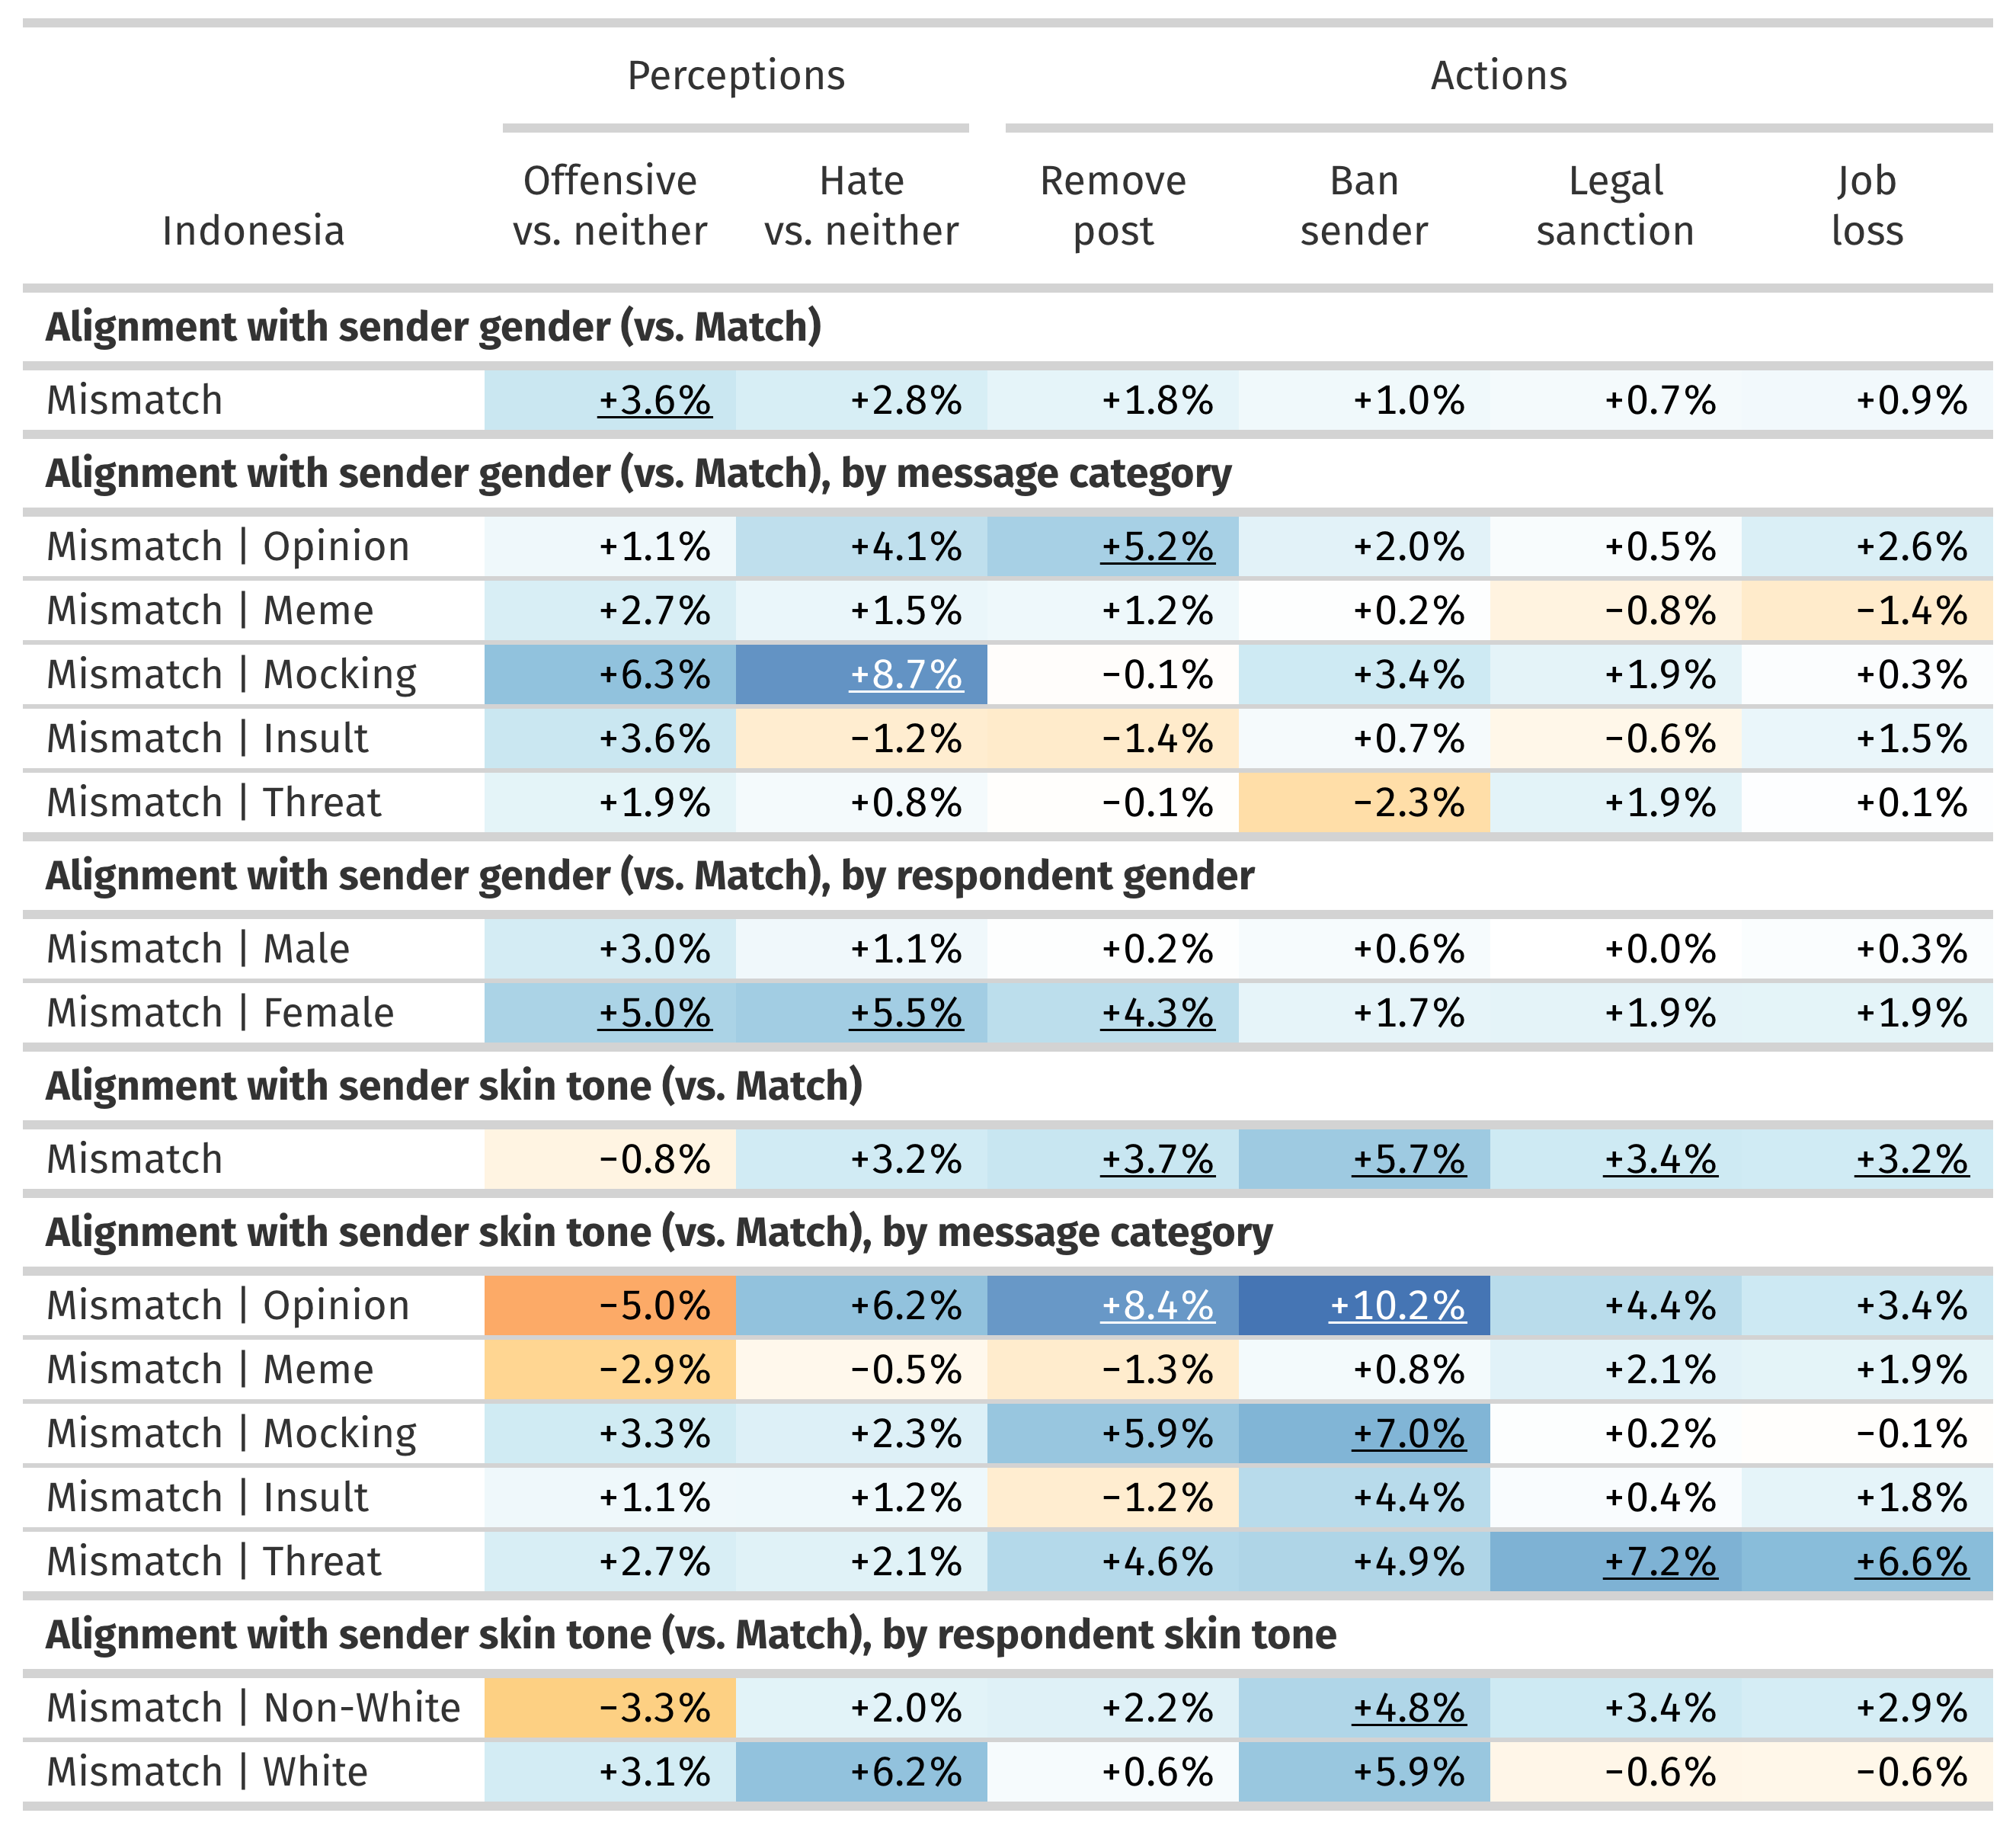 Perceptions Actions
Offensive Hate Remove Ban Legal Job
Indonesia vs. neither vs. neither post sender sanction loss
Alignment with sender gender (vs. Match)
Mismatch +3.6% +2.8% +1.8% +1.0% +0.7% +0.9%
Alignment with sender gender (vs. Match), by message category
Mismatch | Opinion +1.1% +4.1% +5.2% +2.0% +0.5% +2.6%
Mismatch | Meme +2.7% +1.5% +1.2% +0.2% −0.8% −1.4%
Mismatch | Mocking +6.3% +8.7% −0.1% +3.4% +1.9% +0.3%
Mismatch | Insult +3.6% −1.2% −1.4% +0.7% −0.6% +1.5%
Mismatch | Threat +1.9% +0.8% −0.1% −2.3% +1.9% +0.1%
Alignment with sender gender (vs. Match), by respondent gender
Mismatch | Male +3.0% +1.1% +0.2% +0.6% +0.0% +0.3%
Mismatch | Female +5.0% +5.5% +4.3% +1.7% +1.9% +1.9%
Alignment with sender skin tone (vs. Match)
Mismatch −0.8% +3.2% +3.7% +5.7% +3.4% +3.2%
Alignment with sender skin tone (vs. Match), by message category
Mismatch | Opinion −5.0% +6.2% +8.4% +10.2% +4.4% +3.4%
Mismatch | Meme −2.9% −0.5% −1.3% +0.8% +2.1% +1.9%
Mismatch | Mocking +3.3% +2.3% +5.9% +7.0% +0.2% −0.1%
Mismatch | Insult +1.1% +1.2% −1.2% +4.4% +0.4% +1.8%
Mismatch | Threat +2.7% +2.1% +4.6% +4.9% +7.2% +6.6%
Alignment with sender skin tone (vs. Match), by respondent skin tone
Mismatch | Non-White −3.3% +2.0% +2.2% +4.8% +3.4% +2.9%
Mismatch | White +3.1% +6.2% +0.6% +5.9% −0.6% −0.6%